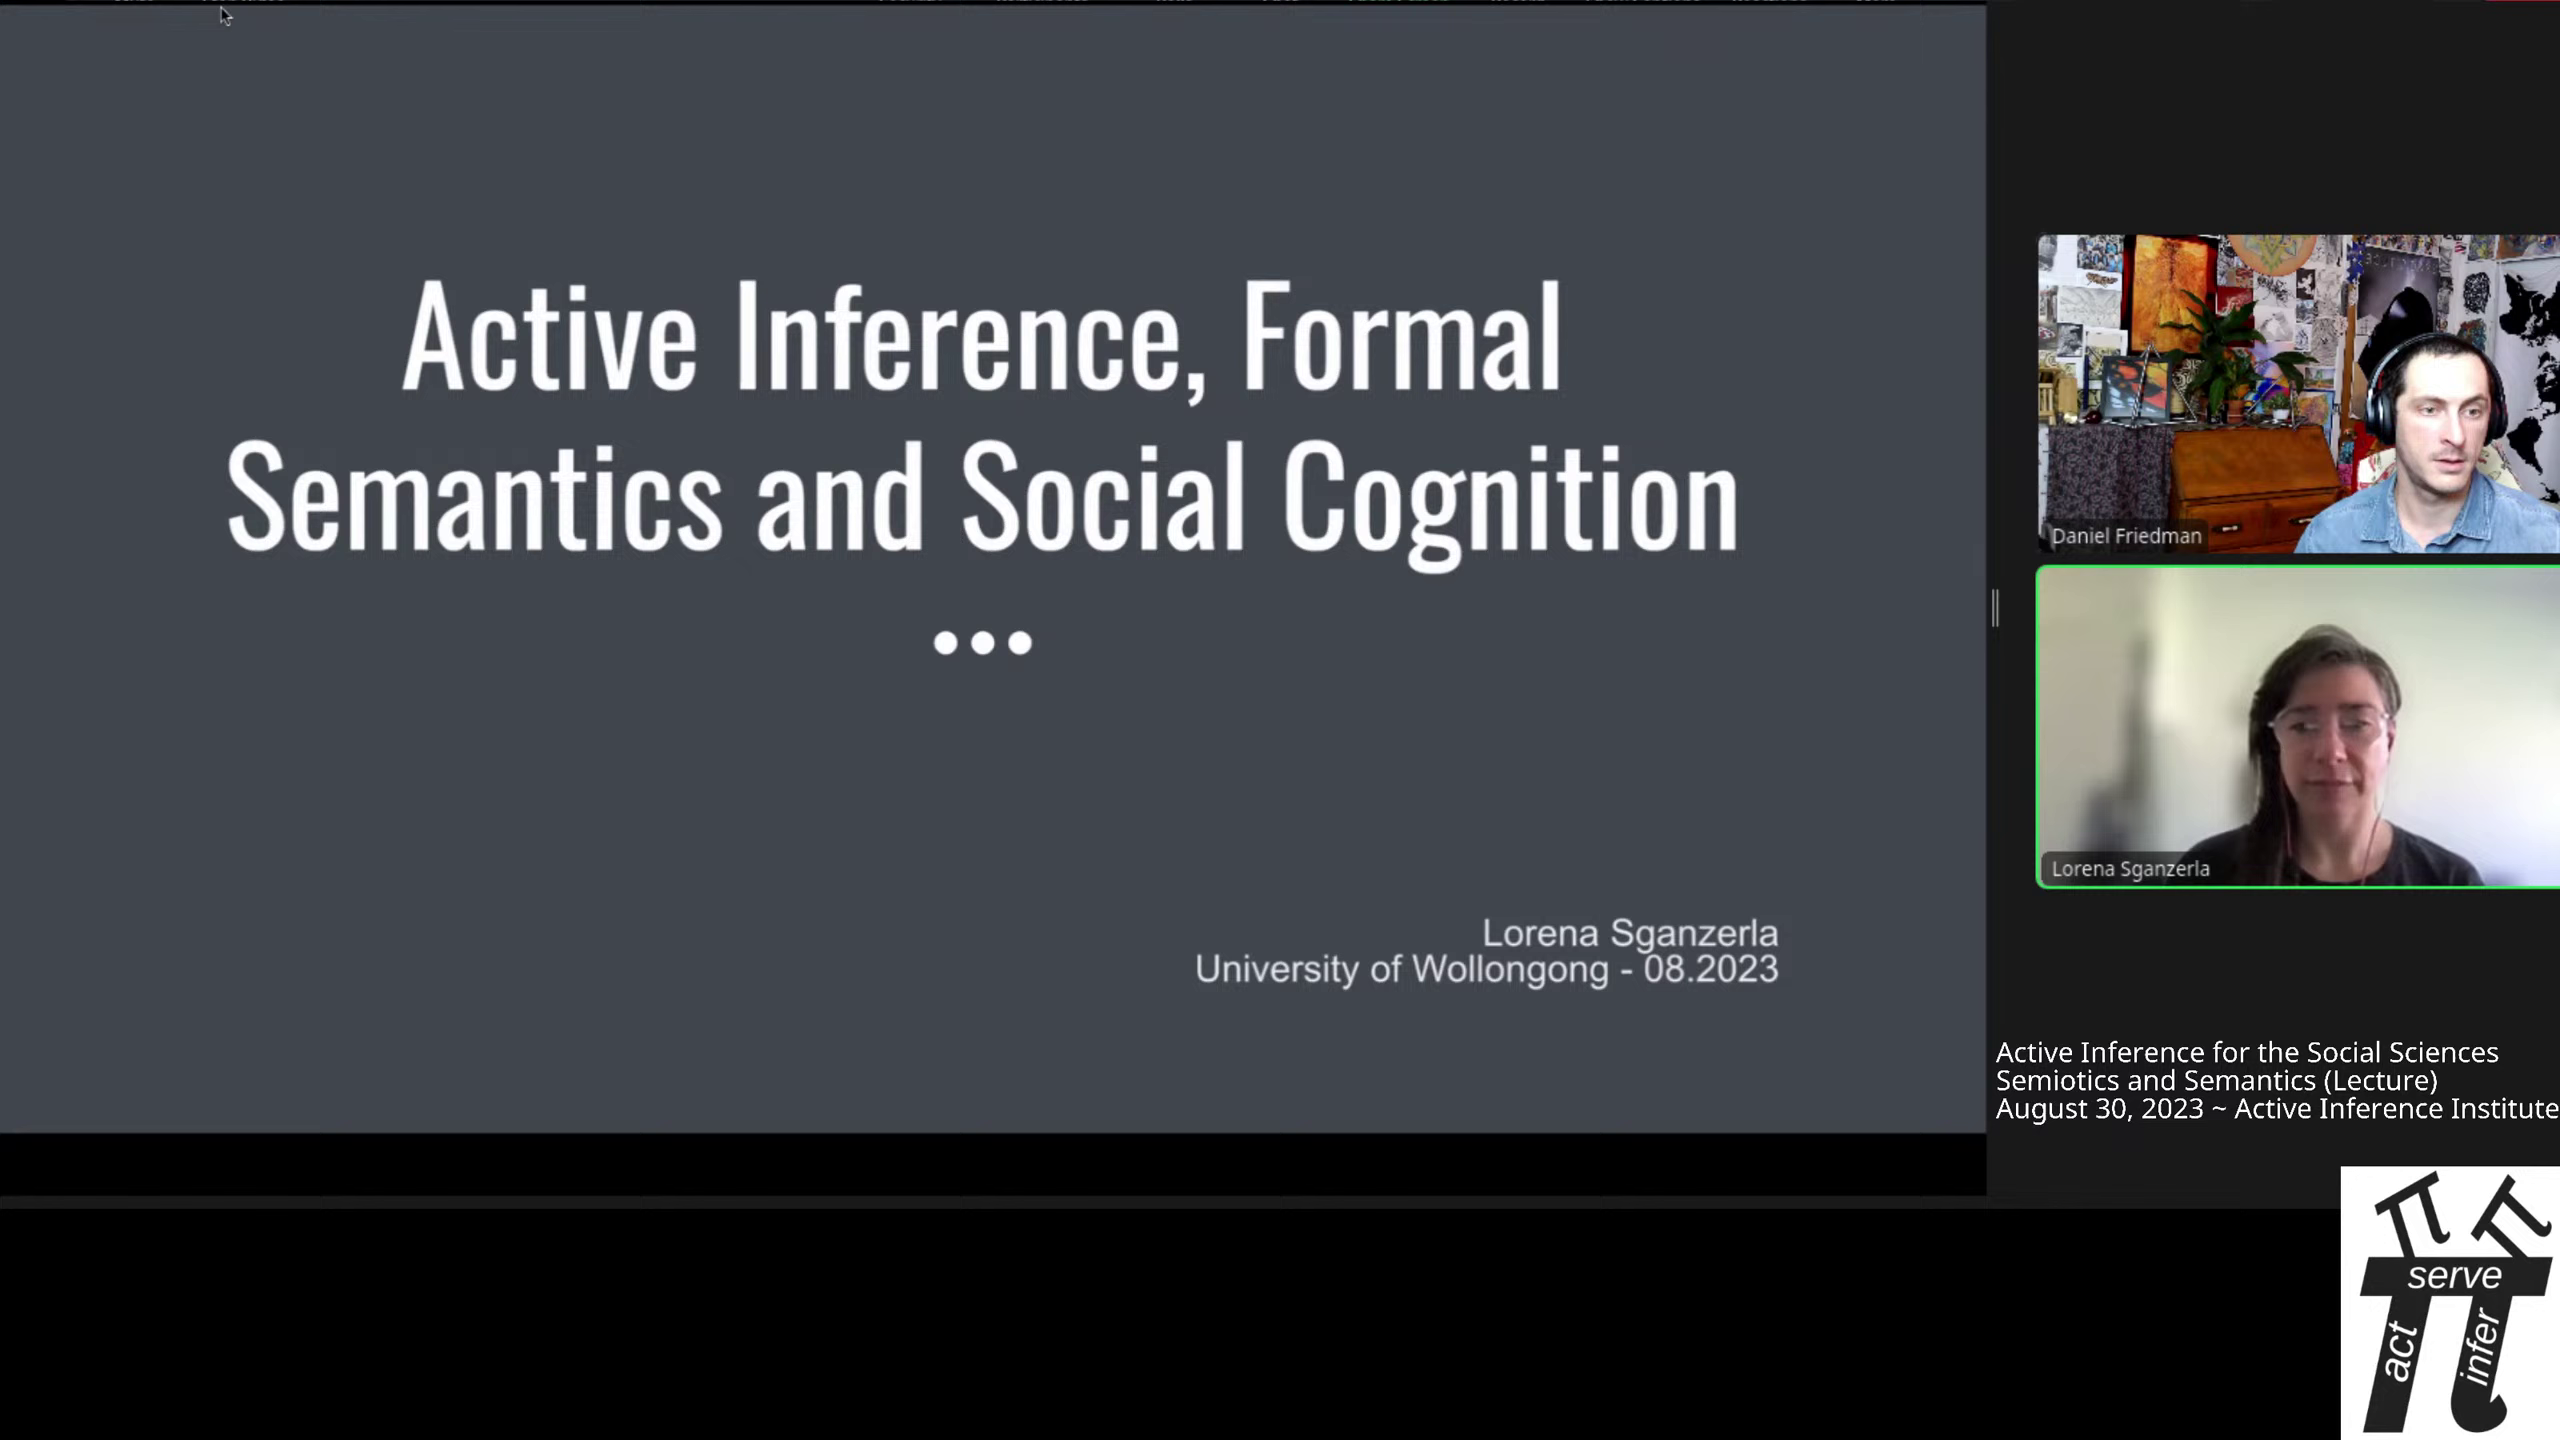 Active Inference, Formal
Semantics and Social Cognition
Lorena Sganzerla
University of Wollongong - 08.2023
Daniel Friedman
Lorena Sganzerla
Active Inference for the Social Sciences
Semiotics and Semantics (Lecture)
August 30, 2023 ~ Active Inference Institute
serve
act
infer